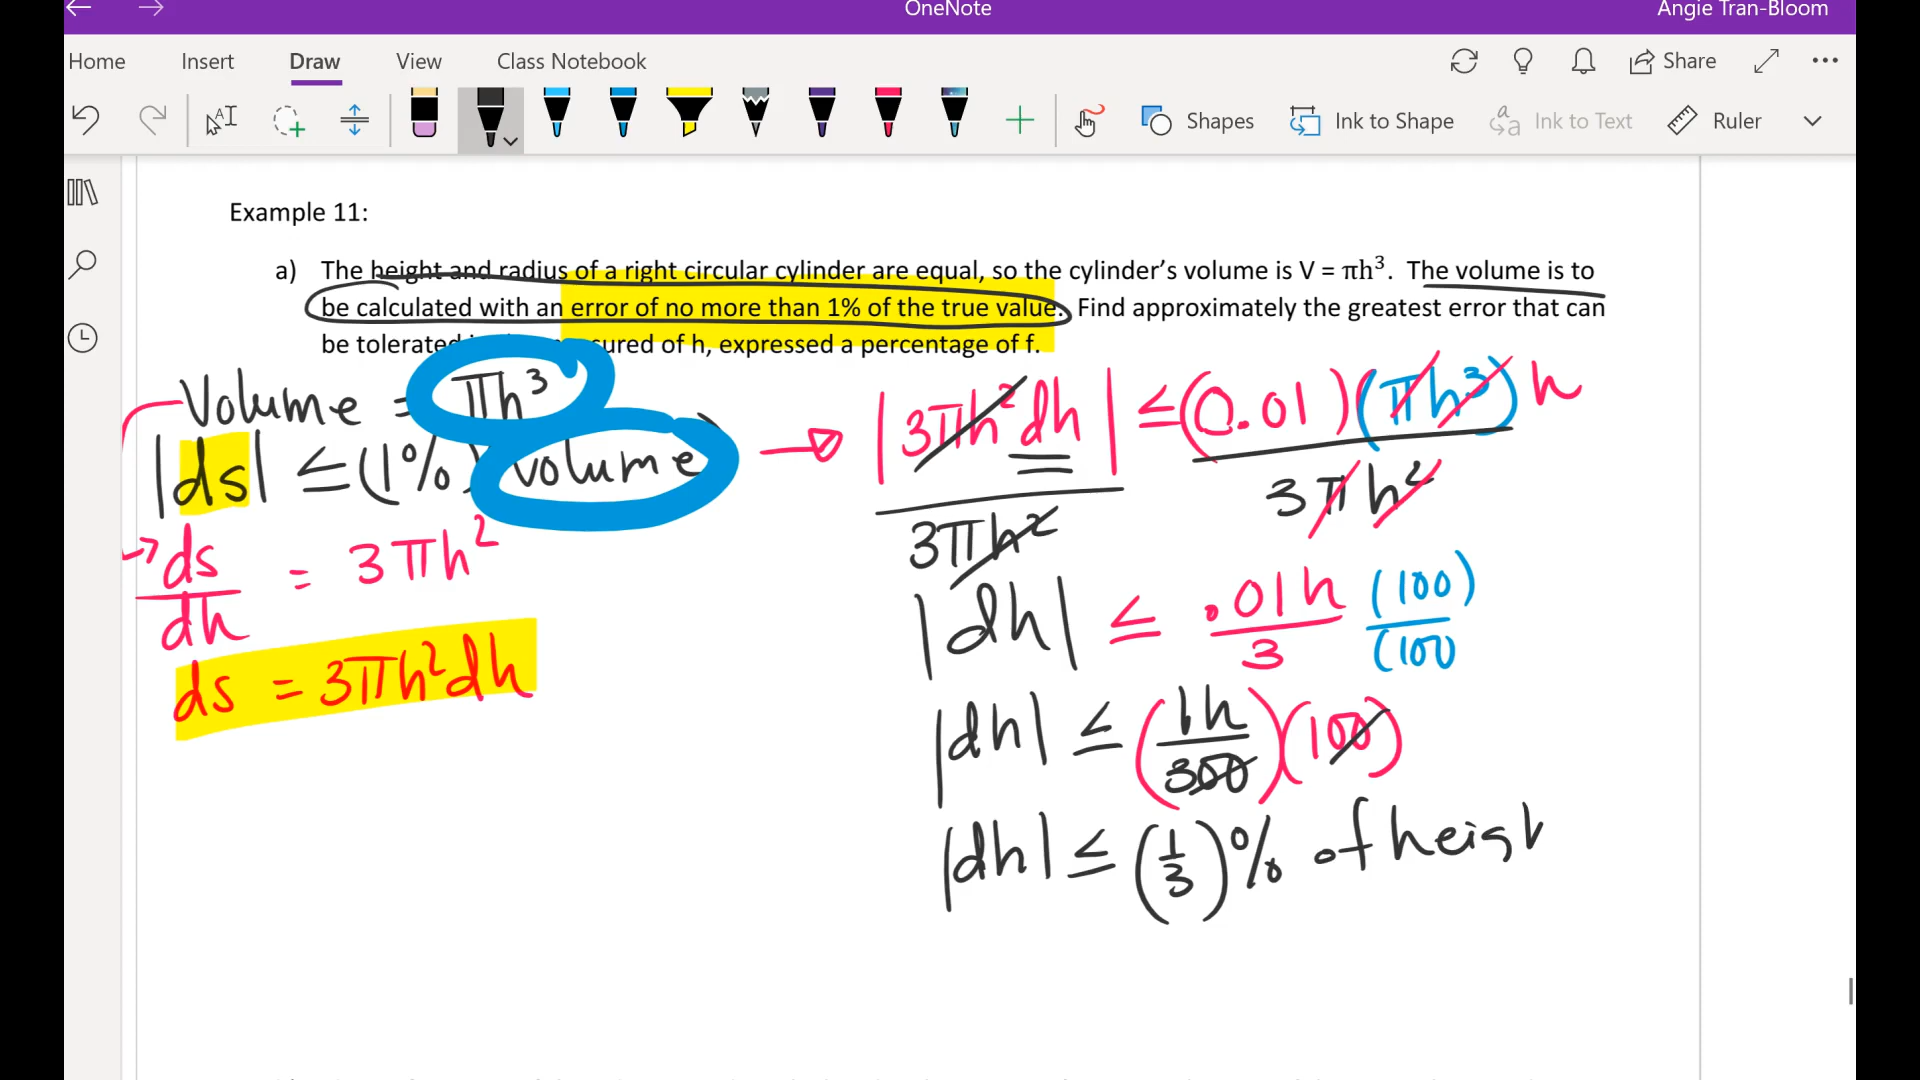 OneNote
Angie Tran-Bloom
Home Insert Draw View Class Notebook Share
Shapes Ink to Shape Ink to Text Ruler
Example 11:
a) The height and radius of a right circular cylinder are equal, so the cylinder's volume is V = πh³. The volume is to
be calculated with an error of no more than 1% of the true value. Find approximately the greatest error that can
be tolerated of h, expressed a percentage of f.
Volume = πh³
|ds| ≤ (1%) volume
ds/dh = 3πh²
ds = 3πh²dh
|3πh²dh| / 3πh² ≤ (0.01)(πh³) h / 3πh²
|dh| ≤ .01h/3 (100)/(100
|dh| ≤ (1h/300)(100)
|dh| ≤ (1/3)% of heigh